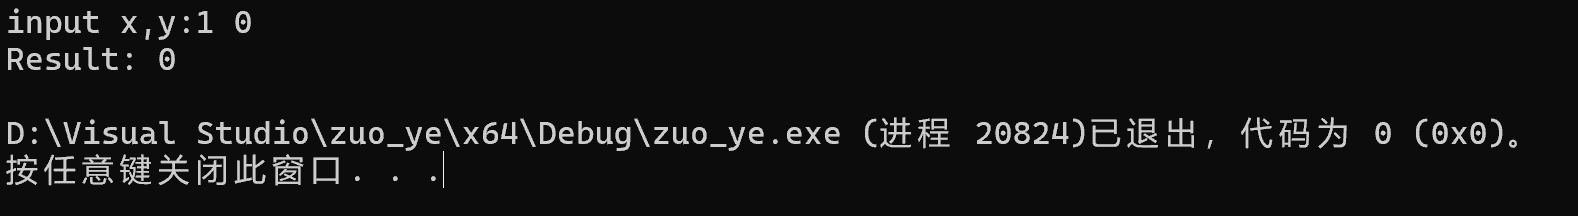 input x,y:1 0
Result: 0
D:\Visual Studio\zuo_ye\x64\Debug\zuo_ye.exe (进程 20824)已退出，代码为 0 (0x0)。
按任意键关闭此窗口. . .